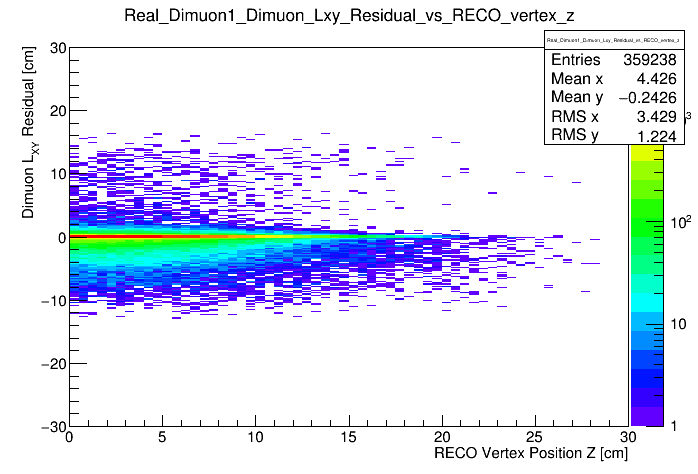 Real_Dimuon1_Dimuon_Lxy_Residual_vs_RECO_vertex_z
Real_Dimuon1_Dimuon_Lxy_Residual_vs_RECO_vertex_z
Entries 359238
Mean x 4.426
Mean y −0.2426
RMS x 3.429
RMS y 1.224
Dimuon LXY Residual [cm]
30
20
10
0
−10
−20
−30
0 5 10 15 20 25 30
RECO Vertex Position Z [cm]
3
10²
10
1